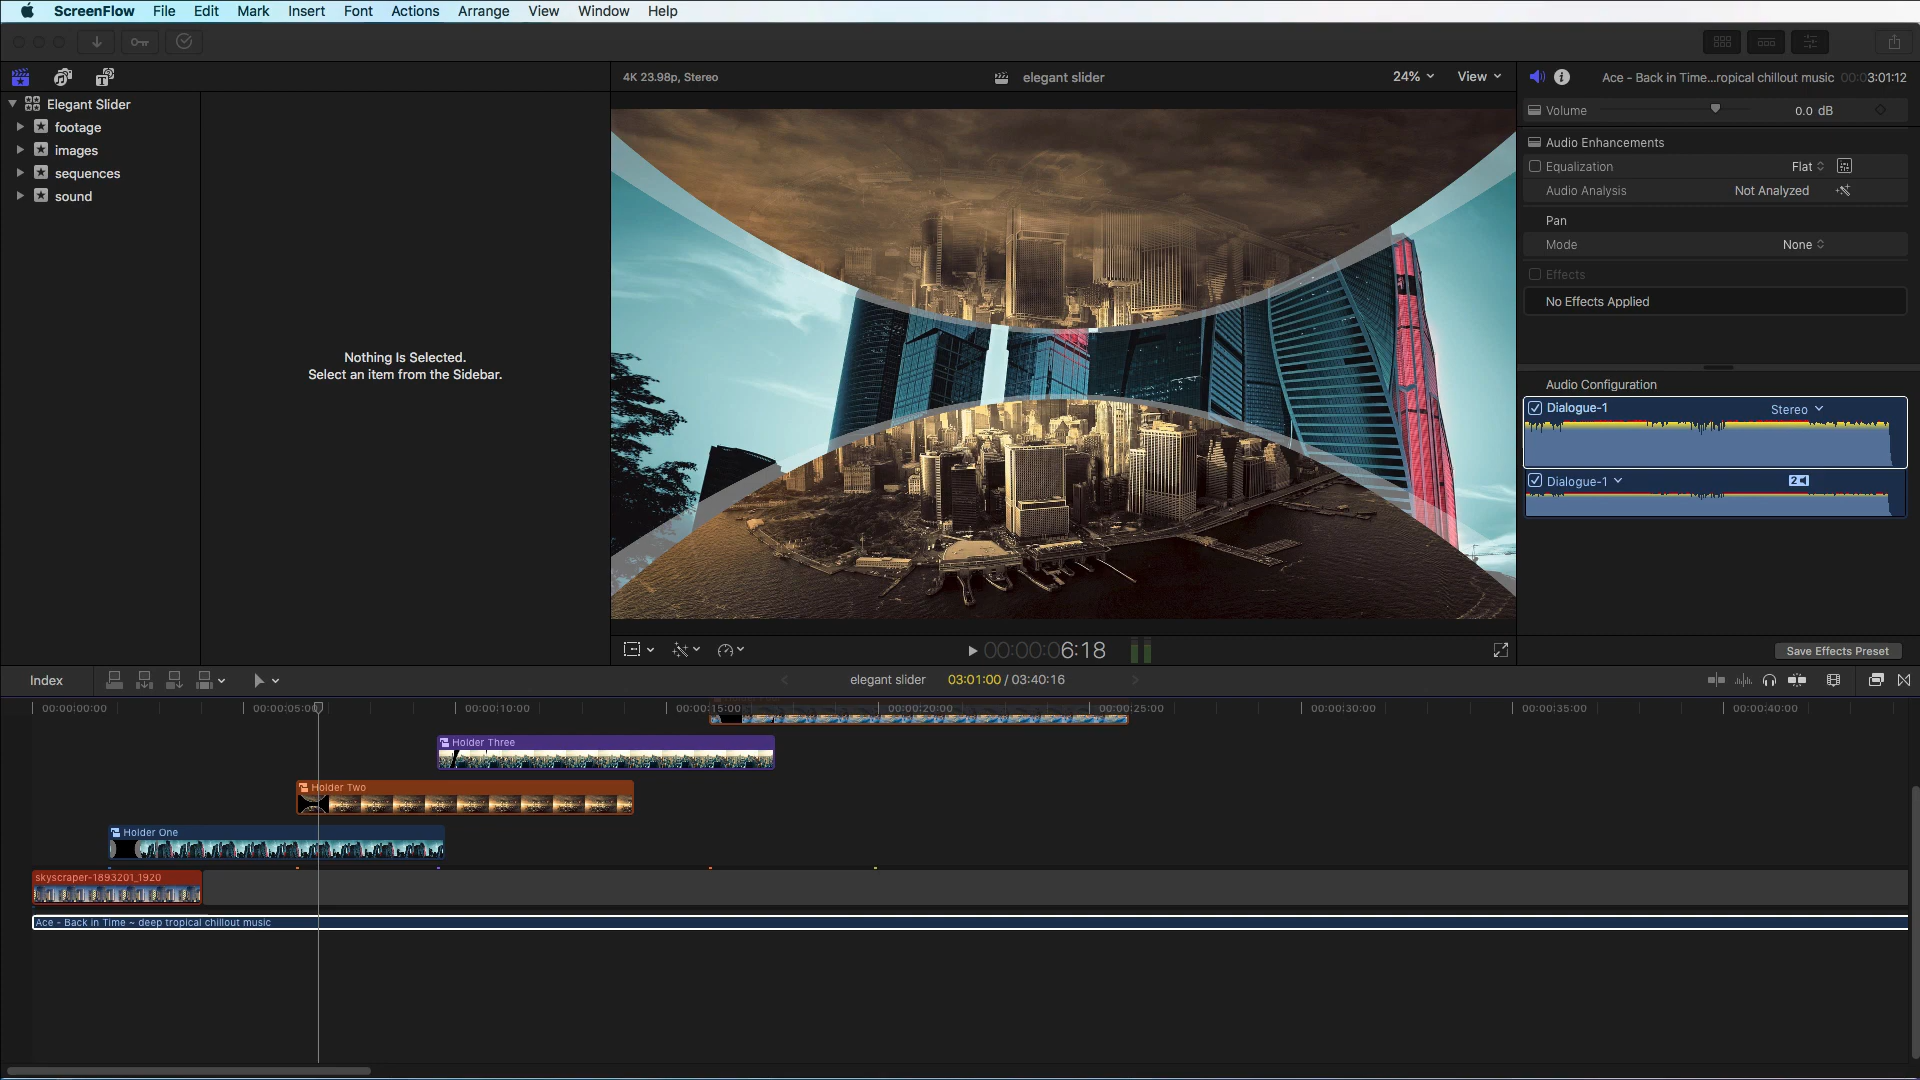 ScreenFlow File Edit Mark Insert Font Actions Arrange View Window Help
4K 23.98p, Stereo
elegant slider
24%
View
Ace - Back in Time...ropical chillout music
00:03:01:12
Elegant Slider
footage
images
sequences
sound
Nothing Is Selected.
Select an item from the Sidebar.
Volume 0.0 dB
Audio Enhancements
Equalization Flat
Audio Analysis Not Analyzed
Pan
Mode None
Effects
No Effects Applied
Audio Configuration
Dialogue-1 Stereo
Dialogue-1 2
00:00:06:18
Save Effects Preset
Index
elegant slider 03:01:00 / 03:40:16
00:00:00:00 00:00:05:00 00:00:10:00 00:00:15:00 00:00:20:00 00:00:25:00 00:00:30:00 00:00:35:00 00:00:40:00
Holder Three
Holder Two
Holder One
skyscraper-1893201_1920
Ace - Back in Time ~ deep tropical chillout music